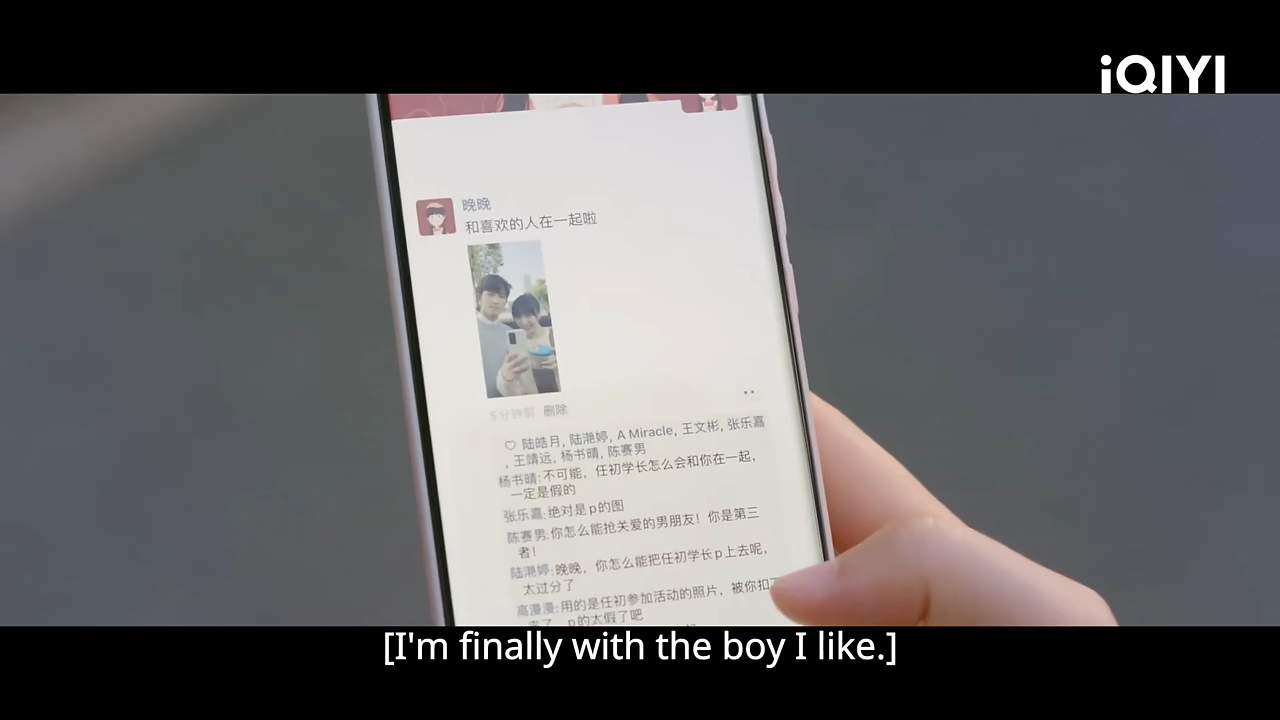 iQIYI
晚晚
和喜欢的人在一起啦
5分钟前 删除
陆皓月, 陆滟婷, A Miracle, 王文彬, 张乐嘉
, 王靖远, 杨书晴, 陈赛男
杨书晴: 不可能，任初学长怎么会和你在一起，
一定是假的
张乐嘉: 绝对是p的图
陈赛男: 你怎么能抢关爱的男朋友！你是第三
者！
陆滟婷: 晚晚，你怎么能把任初学长p上去呢，
太过分了
高漫漫: 用的是任初参加活动的照片，被你扣下
来了，p的太假了吧
[I'm finally with the boy I like.]